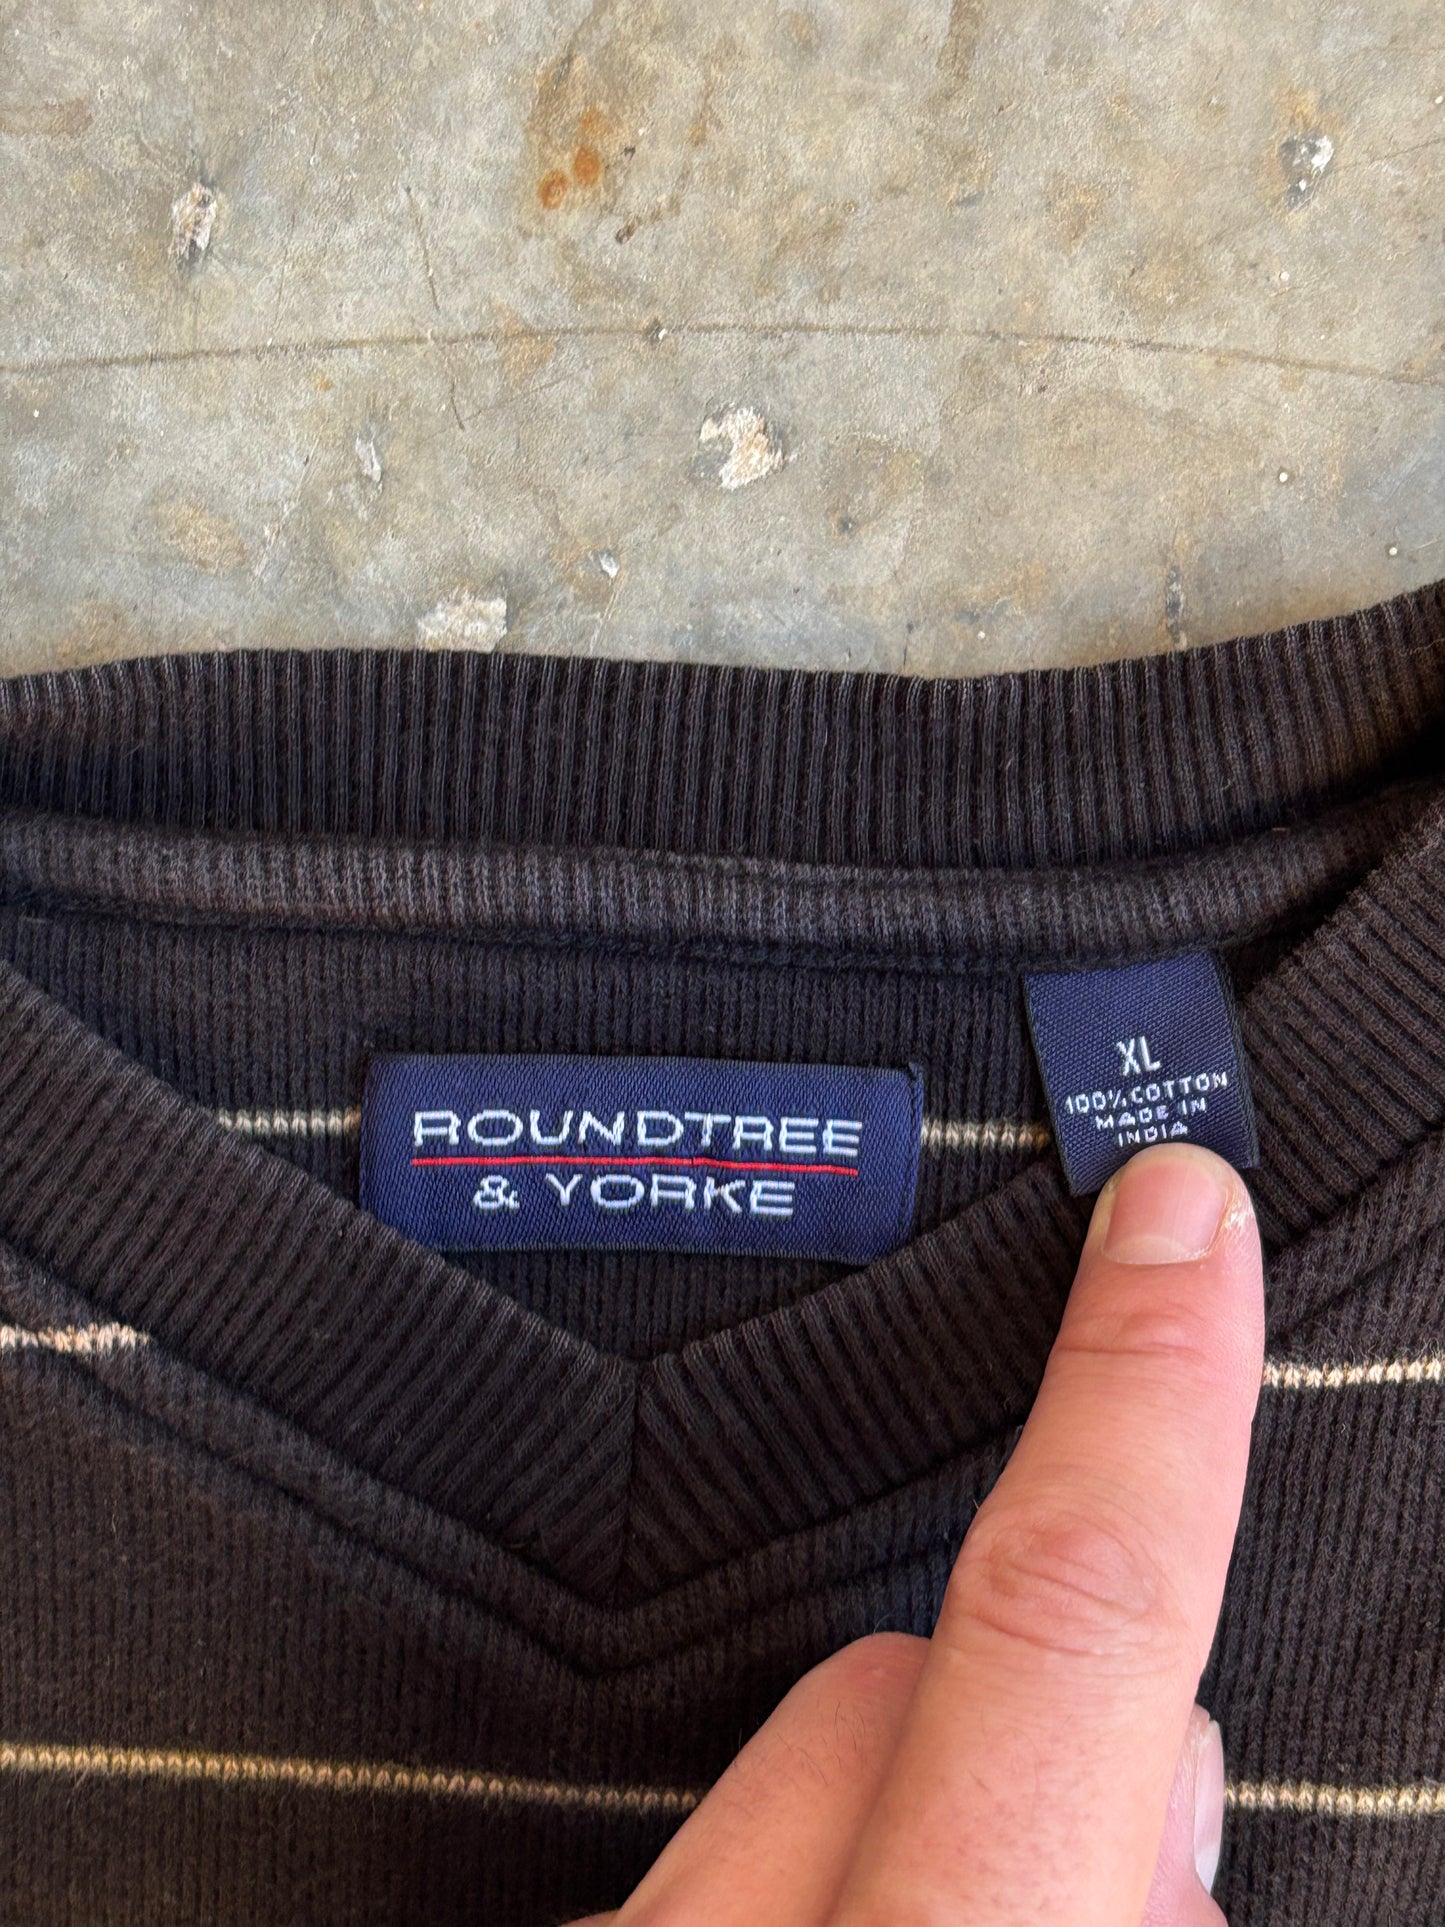 ROUNDTREE
& YORKE
XL
100% COTTON
MADE IN
INDIA